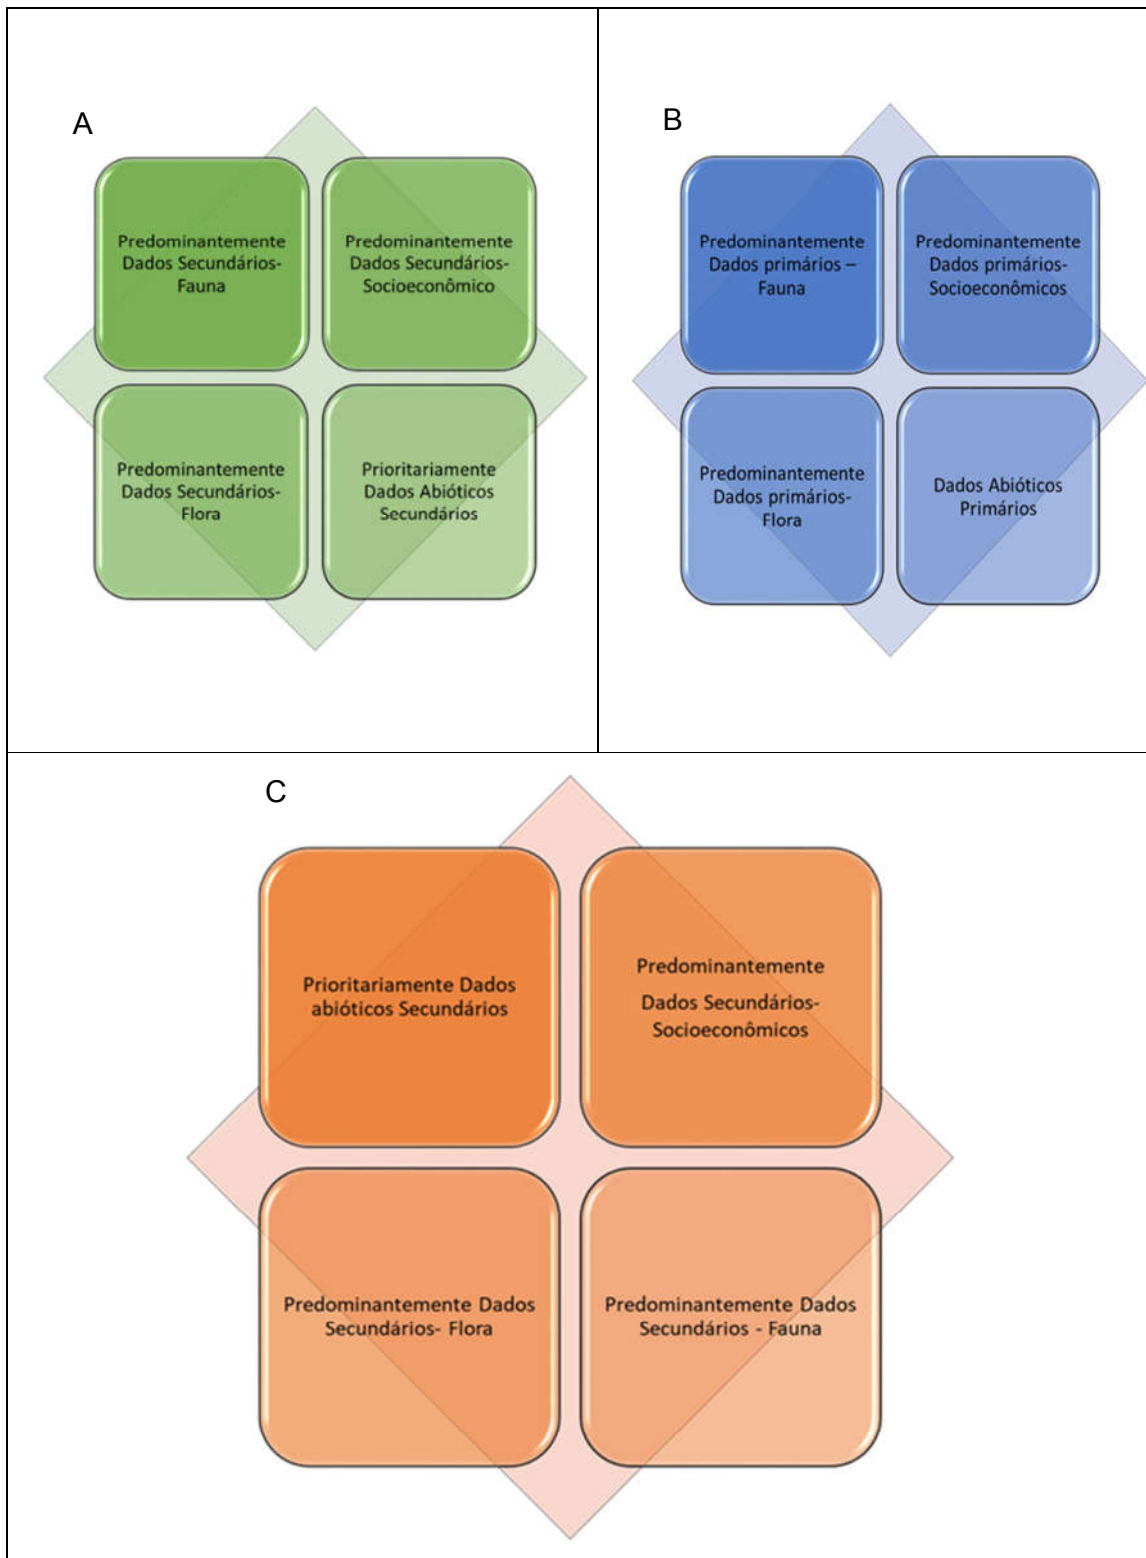 A
Predominantemente
Dados Secundários-
Fauna
Predominantemente
Dados Secundários-
Socioeconômico
Predominantemente
Dados Secundários-
Flora
Prioritariamente
Dados Abióticos
Secundários
B
Predominantemente
Dados primários –
Fauna
Predominantemente
Dados primários-
Socioeconômicos
Predominantemente
Dados primários-
Flora
Dados Abióticos
Primários
C
Prioritariamente Dados
abióticos Secundários
Predominantemente
Dados Secundários-
Socioeconômicos
Predominantemente Dados
Secundários- Flora
Predominantemente Dados
Secundários - Fauna